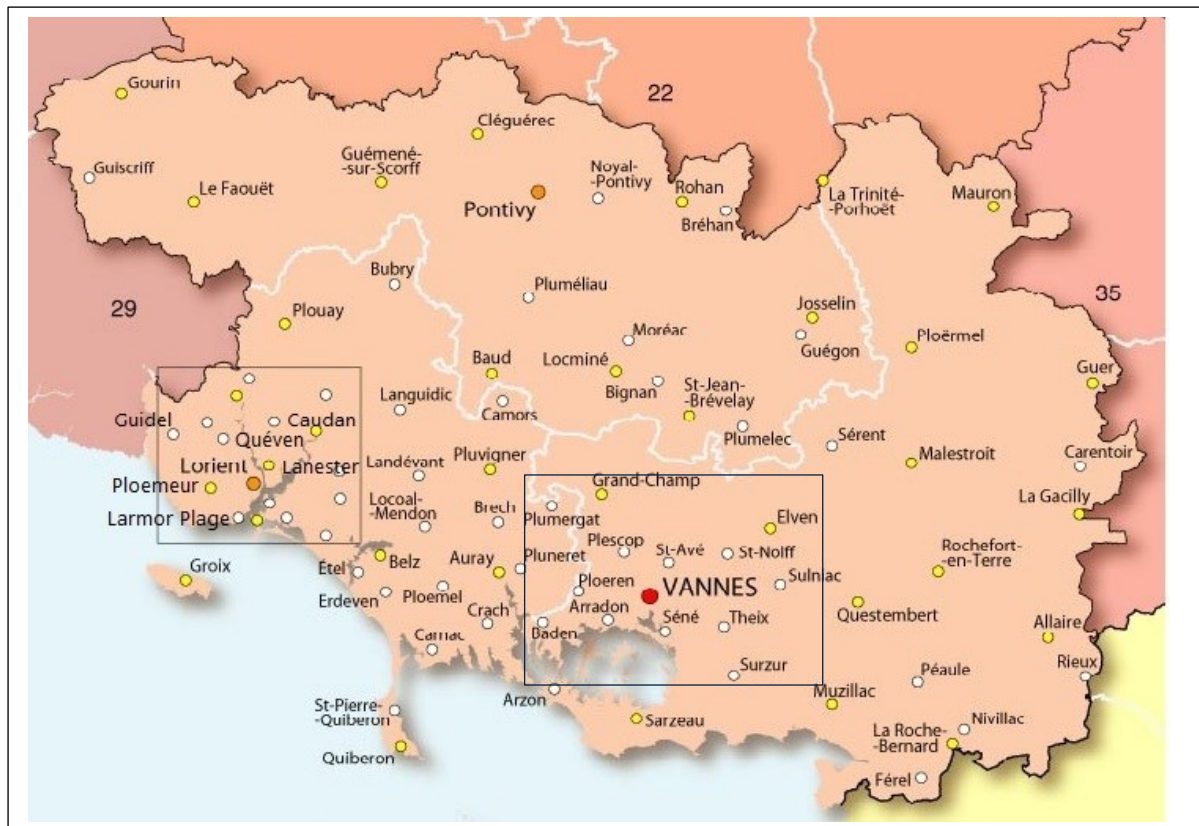 22
Gourin
Cléguérec
35
Guiscriff
Guémené-
-sur-Scorff
Le Faouët
Noyal-
-Pontivy
Pontivy
Rohan
Bréhan
La Trinité-
-Porhoët
Mauron
Bubry
29
Plouay
Pluméliau
Josselin
Moréac
Guégon
Ploërmel
Baud
Locminé
Bignan
Guer
St-Jean-
-Brévelay
Languidic
Camors
Guidel
Caudan
Quéven
Plumelec
Sérent
Lorient
Lanester
Landévant
Pluvigner
Malestroit
Carentoir
Ploemeur
Grand-Champ
La Gacilly
Larmor Plage
Locoal-
-Mendon
Brech
Plumergat
Elven
Plescop
St-Avé
St-Nolff
Groix
Étel
Belz
Auray
Pluneret
Rochefort-
-en-Terre
Erdeven
Ploemel
Ploeren
VANNES
Sulniac
Crach
Arradon
Questembert
Carnac
Baden
Séné
Theix
Allaire
Surzur
Péaule
Rieux
Arzon
Muzillac
St-Pierre-
-Quiberon
Sarzeau
Nivillac
La Roche-
-Bernard
Quiberon
Férel